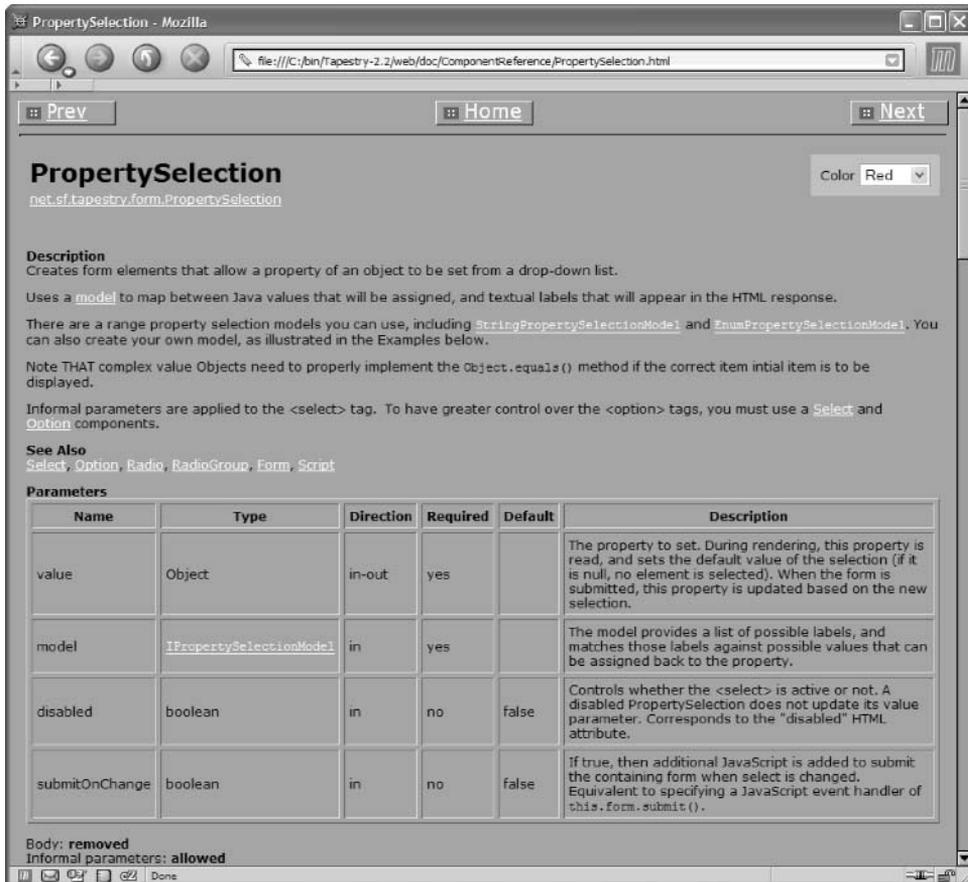 PropertySelection - Mozilla
file:///C:/bin/Tapestry-2.2/web/doc/ComponentReference/PropertySelection.html
Prev Home Next
PropertySelection
Color Red
net.sf.tapestry.form.PropertySelection
Description
Creates form elements that allow a property of an object to be set from a drop-down list.
Uses a model to map between Java values that will be assigned, and textual labels that will appear in the HTML response.
There are a range property selection models you can use, including StringPropertySelectionModel and EnumPropertySelectionModel. You
can also create your own model, as illustrated in the Examples below.
Note THAT complex value Objects need to properly implement the Object.equals() method if the correct item intial item is to be
displayed.
Informal parameters are applied to the <select> tag. To have greater control over the <option> tags, you must use a Select and
Option components.
See Also
Select, Option, Radio, RadioGroup, Form, Script
Parameters
Name Type Direction Required Default Description
value Object in-out yes
The property to set. During rendering, this property is
read, and sets the default value of the selection (if it
is null, no element is selected). When the form is
submitted, this property is updated based on the new
selection.
model IPropertySelectionModel in yes
The model provides a list of possible labels, and
matches those labels against possible values that can
be assigned back to the property.
disabled boolean in no false
Controls whether the <select> is active or not. A
disabled PropertySelection does not update its value
parameter. Corresponds to the "disabled" HTML
attribute.
submitOnChange boolean in no false
If true, then additional JavaScript is added to submit
the containing form when select is changed.
Equivalent to specifying a JavaScript event handler of
this.form.submit().
Body: removed
Informal parameters: allowed
Done